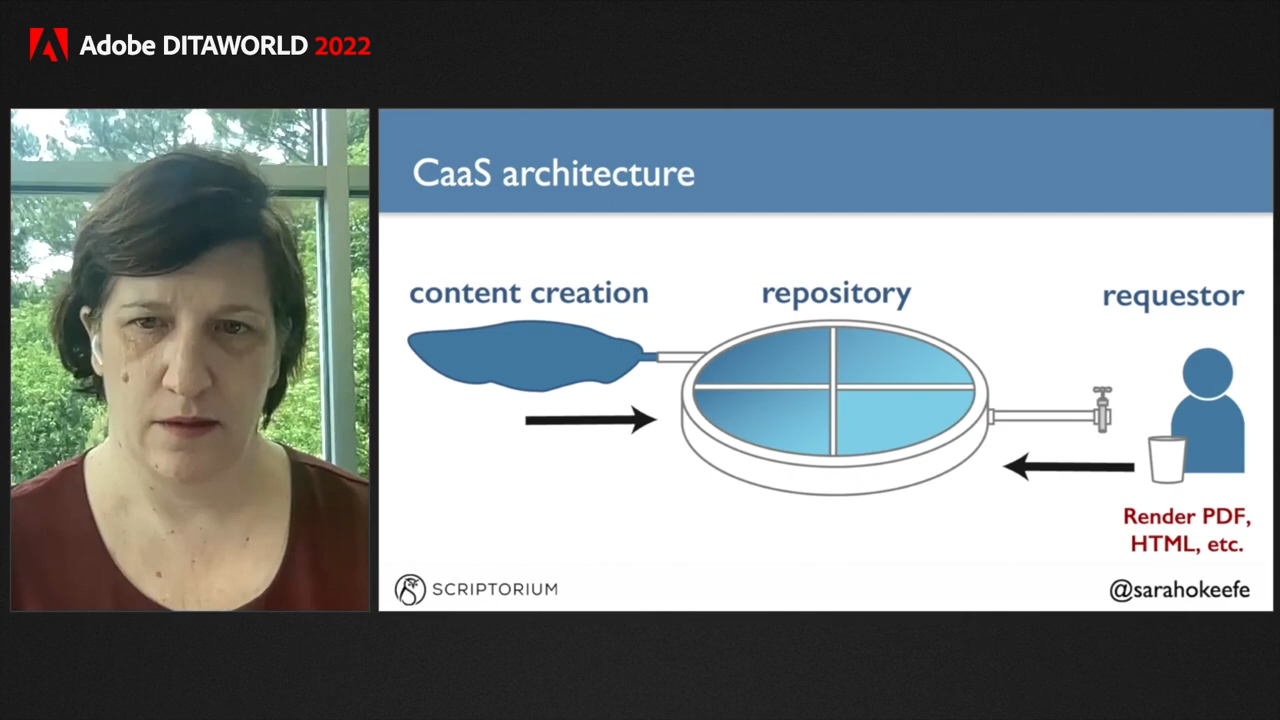 Adobe DITAWORLD 2022
CaaS architecture
content creation
repository
requestor
Render PDF,
HTML, etc.
SCRIPTORIUM
@sarahokeefe